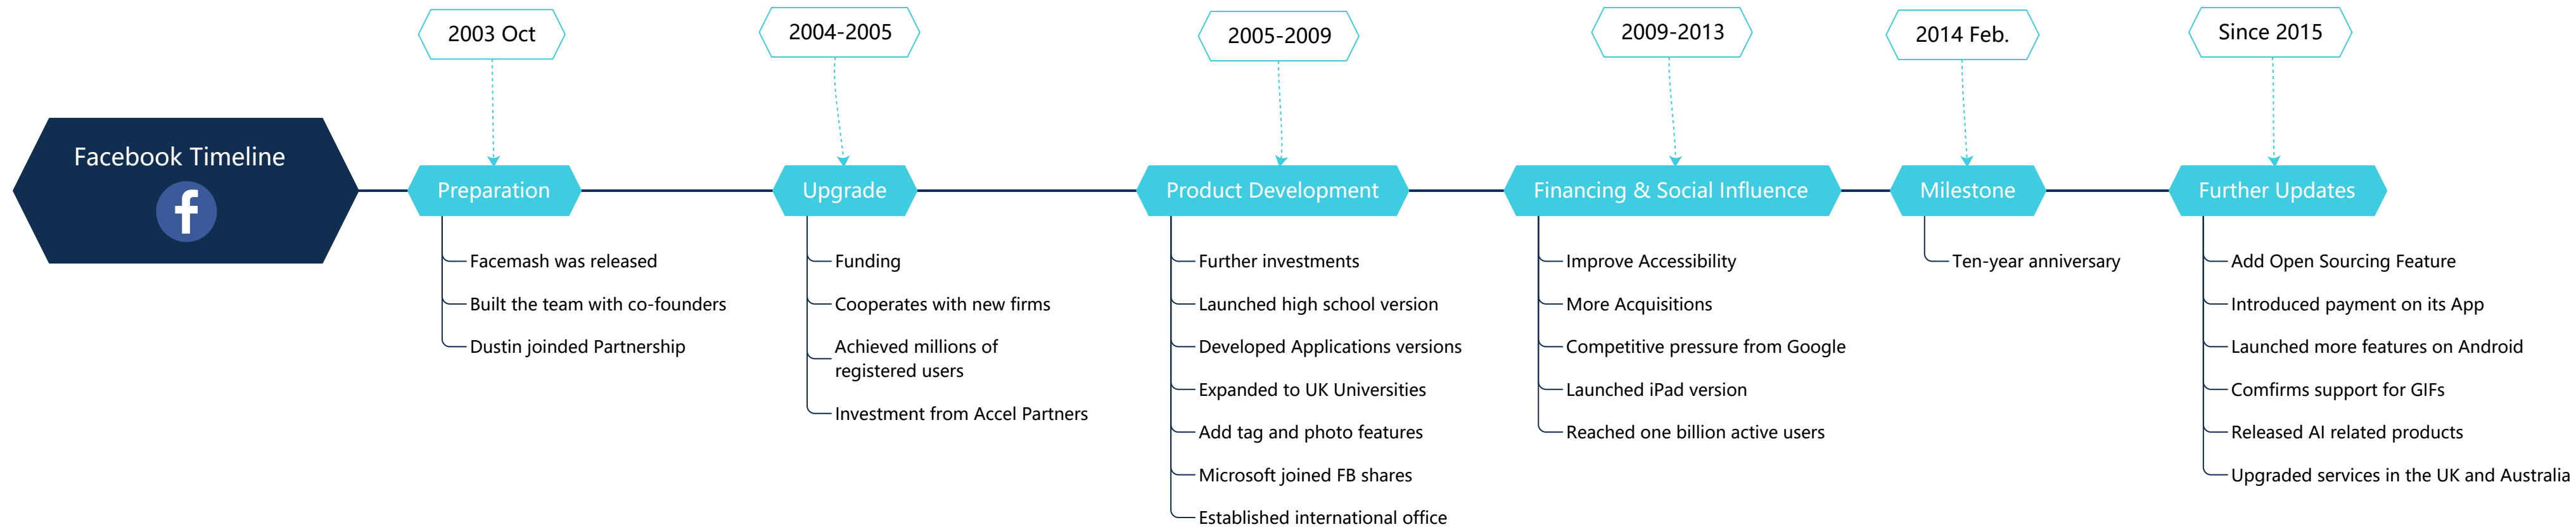 2003 Oct
2004-2005
2005-2009
2009-2013
2014 Feb.
Since 2015
Facebook Timeline
f
Preparation
Facemash was released
Built the team with co-founders
Dustin joinded Partnership
Upgrade
Funding
Cooperates with new firms
Achieved millions of
registered users
Investment from Accel Partners
Product Development
Further investments
Launched high school version
Developed Applications versions
Expanded to UK Universities
Add tag and photo features
Microsoft joined FB shares
Established international office
Financing & Social Influence
Improve Accessibility
More Acquisitions
Competitive pressure from Google
Launched iPad version
Reached one billion active users
Milestone
Ten-year anniversary
Further Updates
Add Open Sourcing Feature
Introduced payment on its App
Launched more features on Android
Comfirms support for GIFs
Released AI related products
Upgraded services in the UK and Australia